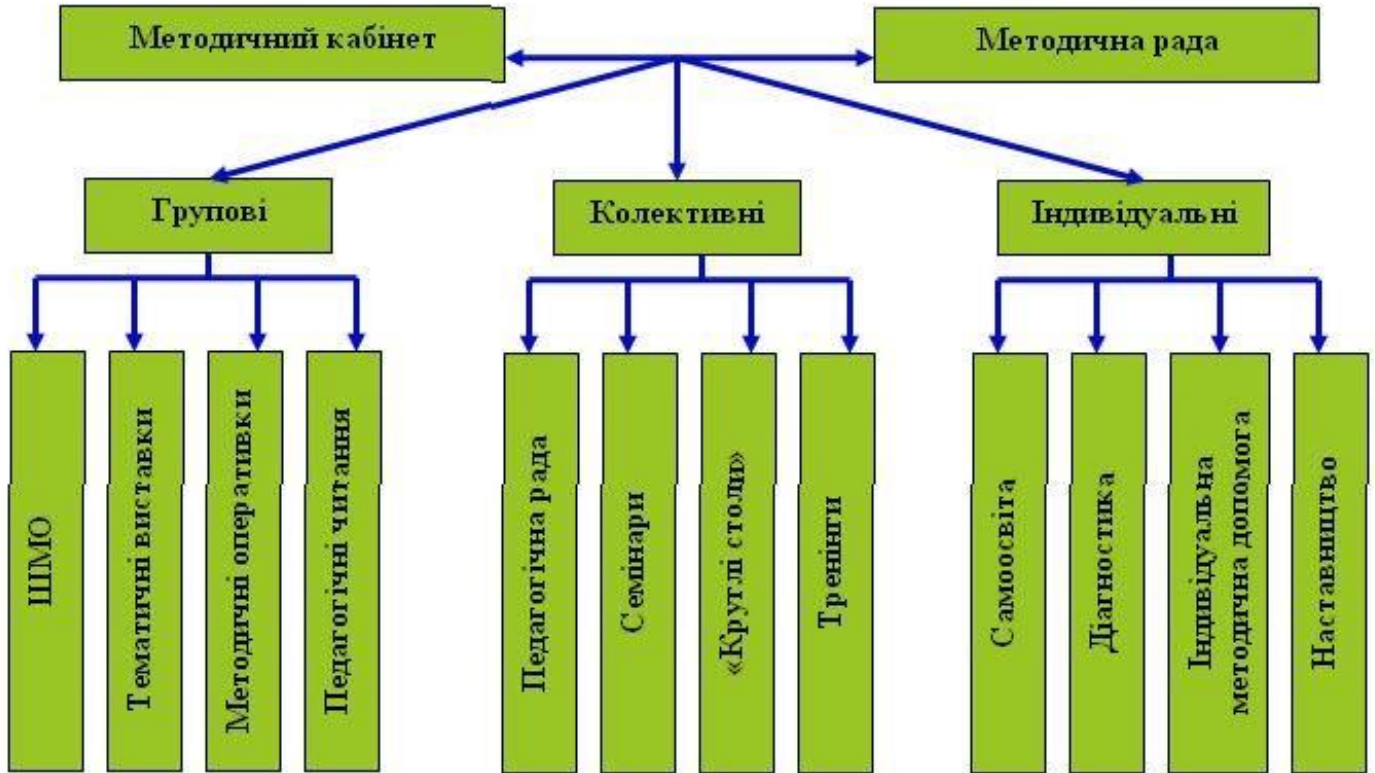 Методичний кабінет
Методична рада
Групові
Колективні
Індивідуальні
ШМО
Тематичні виставки
Методичні оперативки
Педагогічні читання
Педагогічна рада
Семінари
«Круглі столи»
Тренінги
Самоосвіта
Діагностика
Індивідуальна
методична допомога
Наставництво